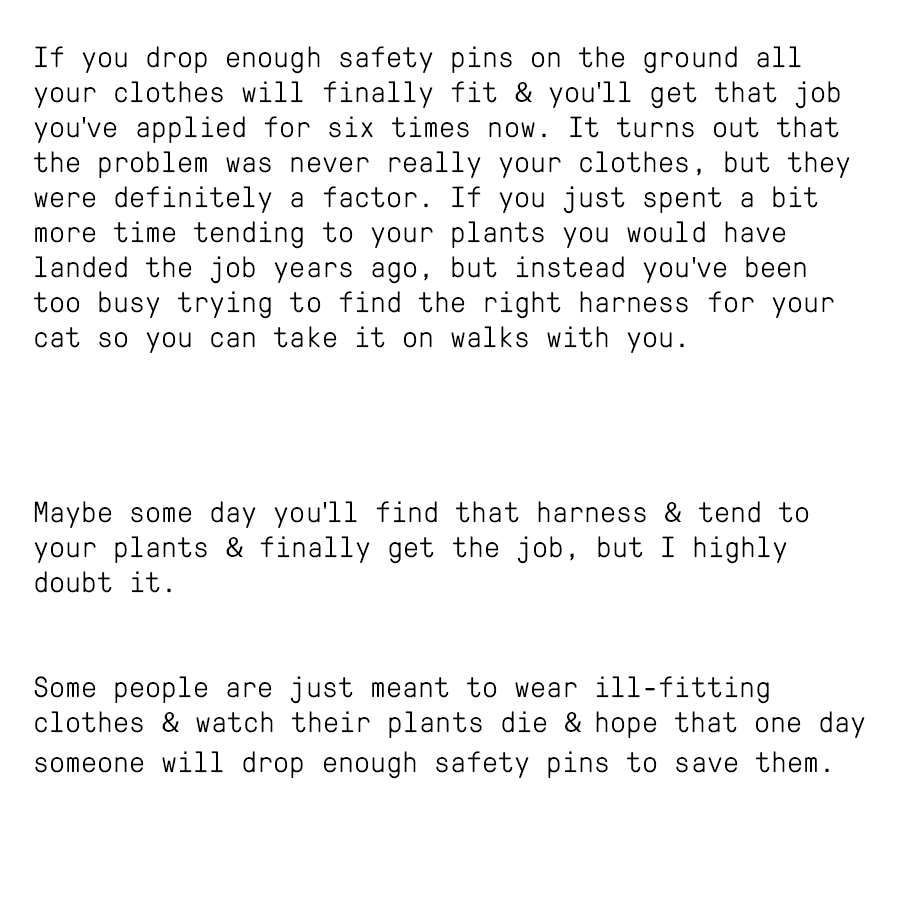 If you drop enough safety pins on the ground all
your clothes will finally fit & you'll get that job
you've applied for six times now. It turns out that
the problem was never really your clothes, but they
were definitely a factor. If you just spent a bit
more time tending to your plants you would have
landed the job years ago, but instead you've been
too busy trying to find the right harness for your
cat so you can take it on walks with you.
Maybe some day you'll find that harness & tend to
your plants & finally get the job, but I highly
doubt it.
Some people are just meant to wear ill-fitting
clothes & watch their plants die & hope that one day
someone will drop enough safety pins to save them.